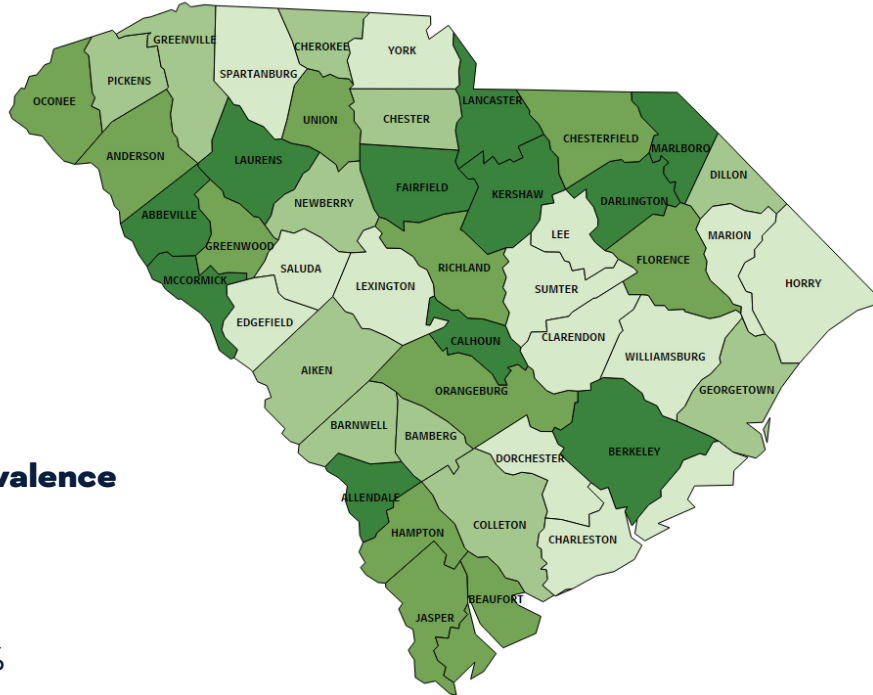 GREENVILLE
CHEROKEE
YORK
SPARTANBURG
PICKENS
OCONEE
LANCASTER
UNION
CHESTER
CHESTERFIELD
MARLBORO
ANDERSON
LAURENS
DILLON
FAIRFIELD
KERSHAW
DARLINGTON
NEWBERRY
ABBEVILLE
LEE
MARION
GREENWOOD
FLORENCE
SALUDA
RICHLAND
MCCORMICK
LEXINGTON
SUMTER
HORRY
EDGEFIELD
CALHOUN
CLARENDON
WILLIAMSBURG
AIKEN
ORANGEBURG
GEORGETOWN
BARNWELL
BAMBERG
BERKELEY
DORCHESTER
valence
ALLENDALE
COLLETON
HAMPTON
CHARLESTON
BEAUFORT
JASPER
%